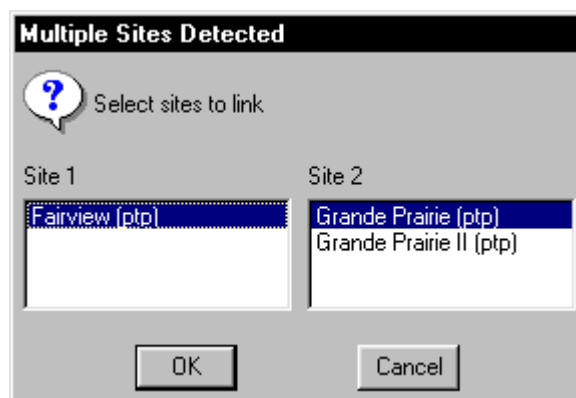 Multiple Sites Detected
?
Select sites to link
Site 1
Site 2
Fairview (ptp)
Grande Prairie (ptp)
Grande Prairie II (ptp)
OK
Cancel